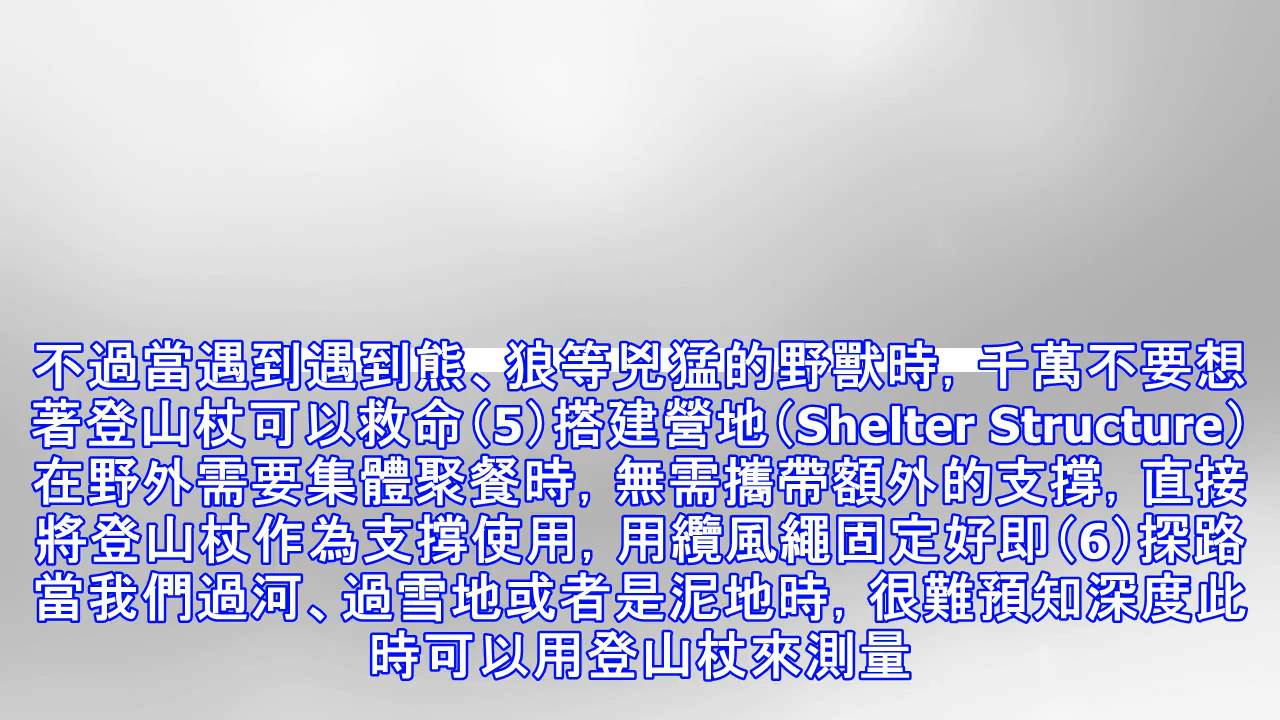 不過當遇到遇到熊、狼等兇猛的野獸時, 千萬不要想
著登山杖可以救命(5)搭建營地(Shelter Structure)
在野外需要集體聚餐時, 無需攜帶額外的支撐, 直接
將登山杖作為支撐使用, 用纜風繩固定好即(6)探路
當我們過河、過雪地或者是泥地時, 很難預知深度此
時可以用登山杖來測量